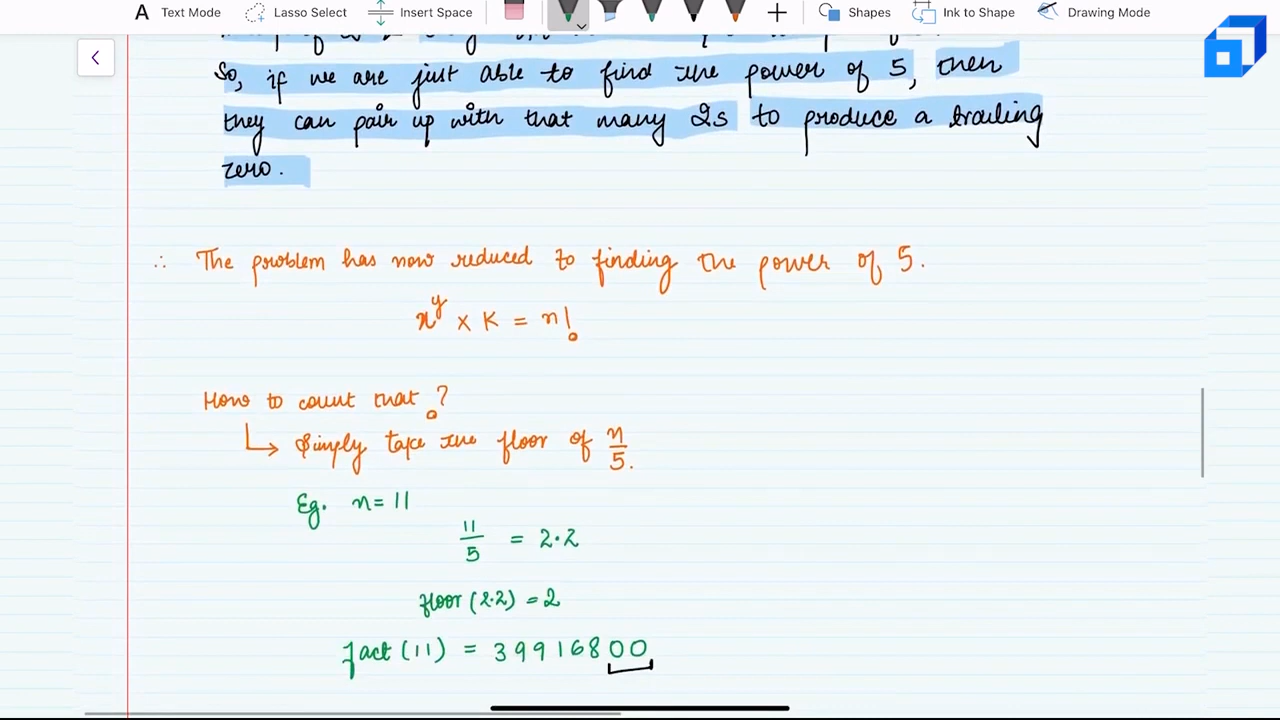 A Text Mode Lasso Select Insert Space Shapes Ink to Shape Drawing Mode
So, if we are just able to find the power of 5, then
they can pair up with that many 2s to produce a trailing
zero.
∴ The problem has now reduced to finding the power of 5.
x^y × K = n!
How to count that?
↳ Simply take the floor of n/5.
Eg. n = 11
11/5 = 2.2
floor (2.2) = 2
fact (11) = 39916800